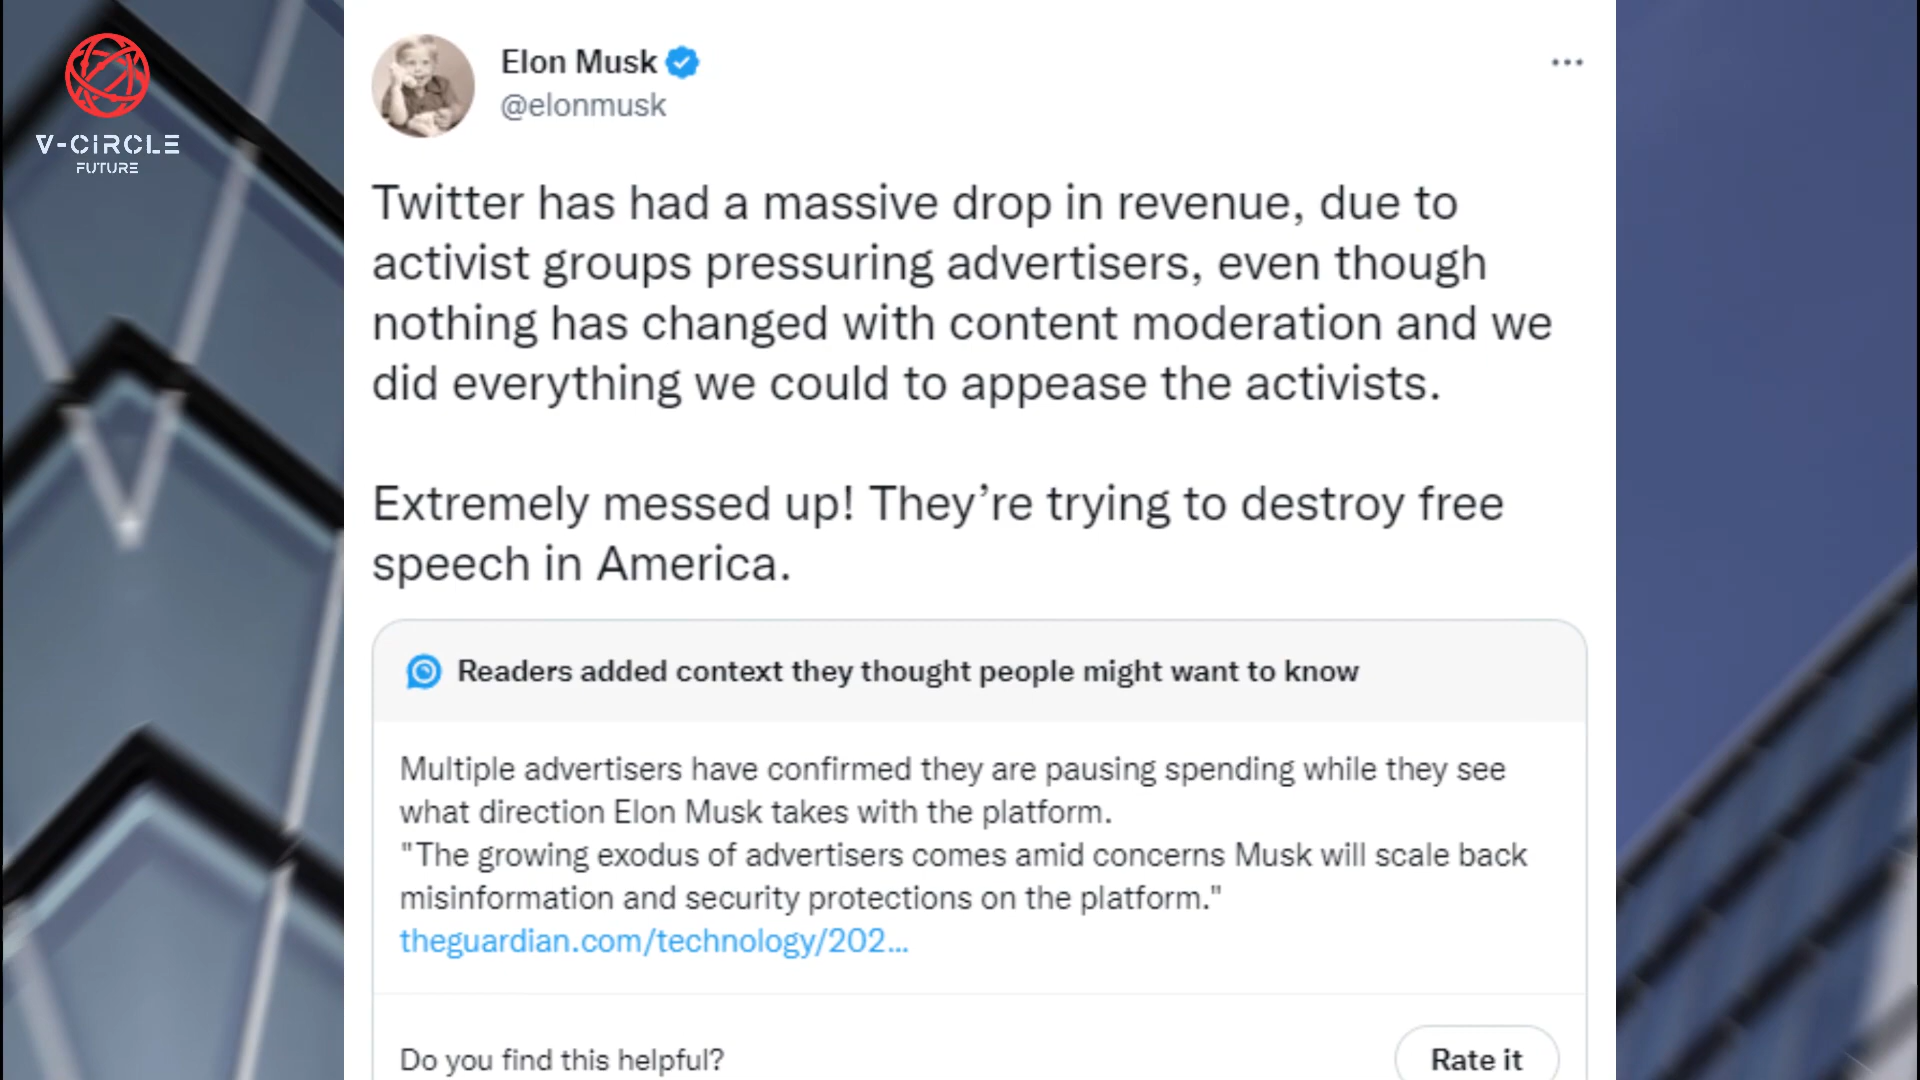 V-CIRCLE
FUTURE
Elon Musk
@elonmusk
Twitter has had a massive drop in revenue, due to
activist groups pressuring advertisers, even though
nothing has changed with content moderation and we
did everything we could to appease the activists.
Extremely messed up! They’re trying to destroy free
speech in America.
Readers added context they thought people might want to know
Multiple advertisers have confirmed they are pausing spending while they see
what direction Elon Musk takes with the platform.
"The growing exodus of advertisers comes amid concerns Musk will scale back
misinformation and security protections on the platform."
theguardian.com/technology/202...
Do you find this helpful?
Rate it